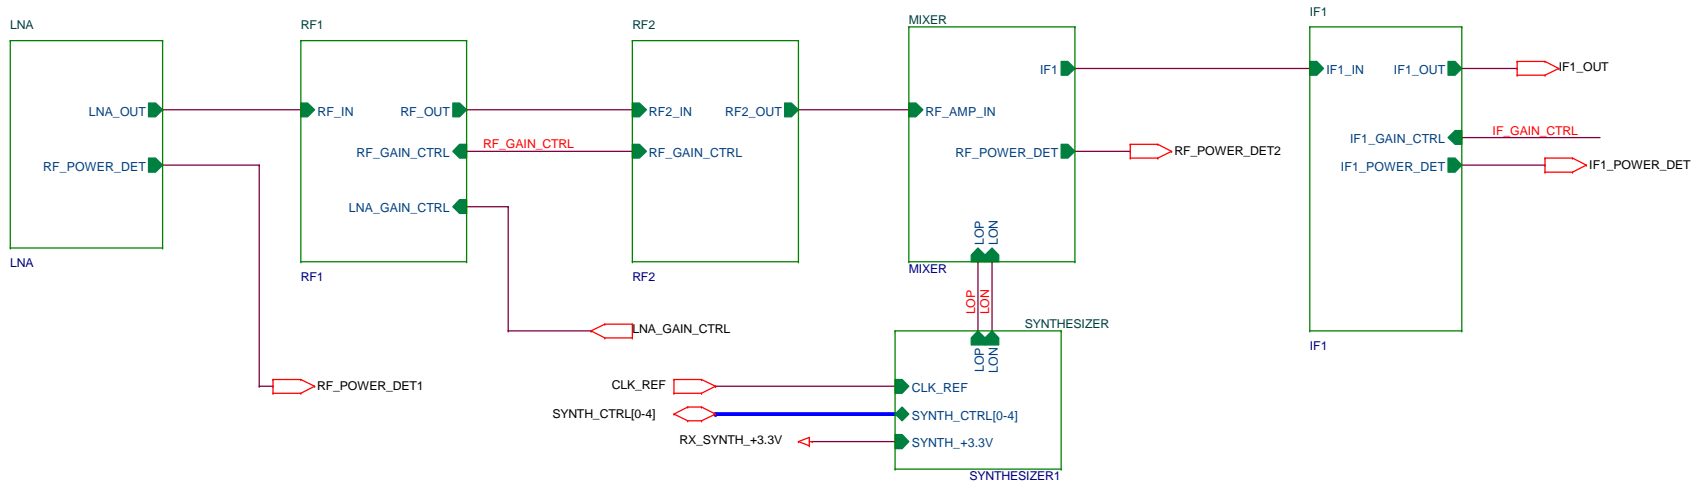 LNA
RF1
RF2
MIXER
IF1
LNA_OUT
RF_POWER_DET
LNA
RF_IN
RF_OUT
RF_GAIN_CTRL
LNA_GAIN_CTRL
RF1
RF_GAIN_CTRL
RF2_IN
RF2_OUT
RF_GAIN_CTRL
RF2
IF1
RF_AMP_IN
RF_POWER_DET
LOP
LON
MIXER
RF_POWER_DET2
IF1_IN
IF1_OUT
IF1_GAIN_CTRL
IF1_POWER_DET
IF1
IF1_OUT
IF_GAIN_CTRL
IF1_POWER_DET
LOP
LON
LNA_GAIN_CTRL
RF_POWER_DET1
SYNTHESIZER
LOP
LON
CLK_REF
CLK_REF
SYNTH_CTRL[0-4]
SYNTH_CTRL[0-4]
RX_SYNTH_+3.3V
SYNTH_+3.3V
SYNTHESIZER1